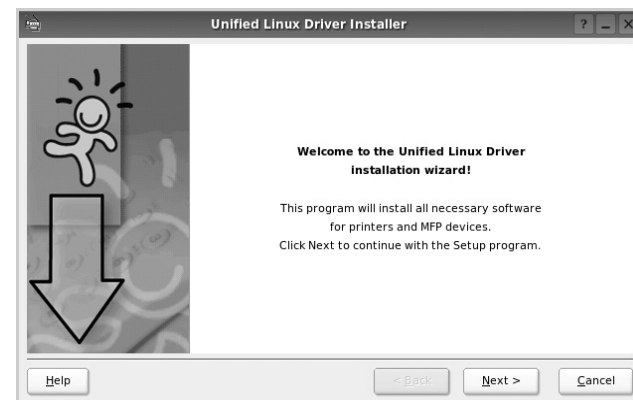 Unified Linux Driver Installer
Welcome to the Unified Linux Driver
installation wizard!
This program will install all necessary software
for printers and MFP devices.
Click Next to continue with the Setup program.
Help
< Back
Next >
Cancel